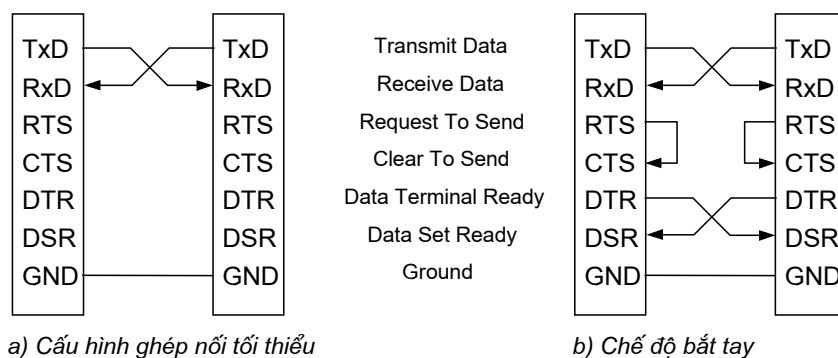 TxD TxD Transmit Data TxD TxD
RxD RxD Receive Data RxD RxD
RTS RTS Request To Send RTS RTS
CTS CTS Clear To Send CTS CTS
DTR DTR Data Terminal Ready DTR DTR
DSR DSR Data Set Ready DSR DSR
GND GND Ground GND GND
a) Cấu hình ghép nối tối thiểu b) Chế độ bắt tay